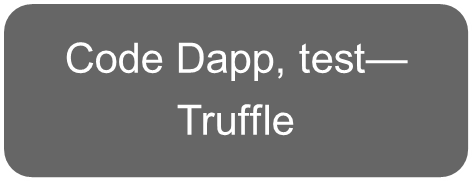 Code Dapp, test—
Truffle